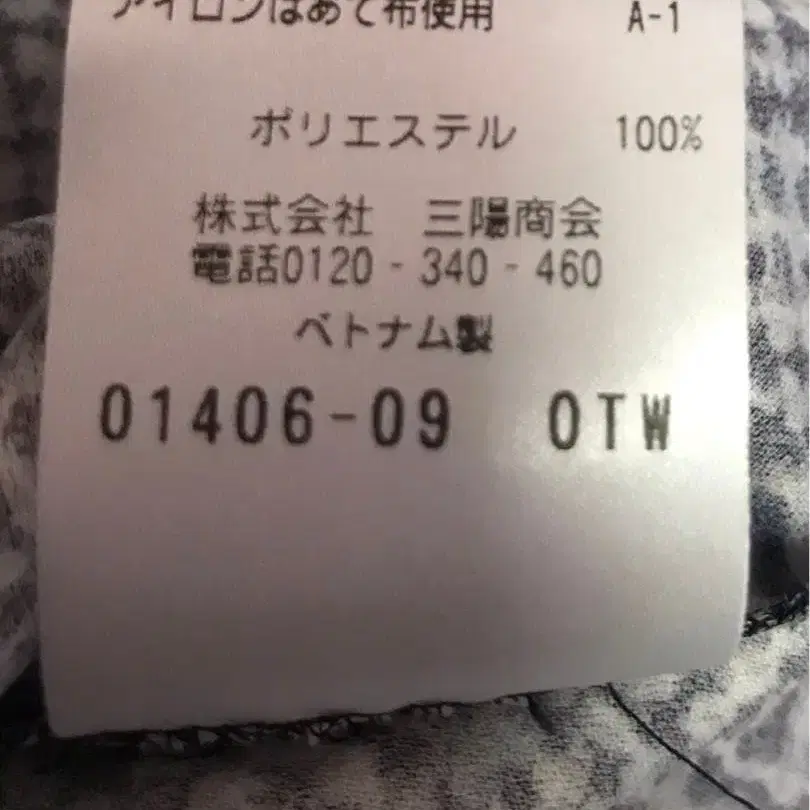 アイロンはあて布使用 A-1
ポリエステル 100%
株式会社 三陽商会
電話0120-340-460
ベトナム製
01406-09 OTW